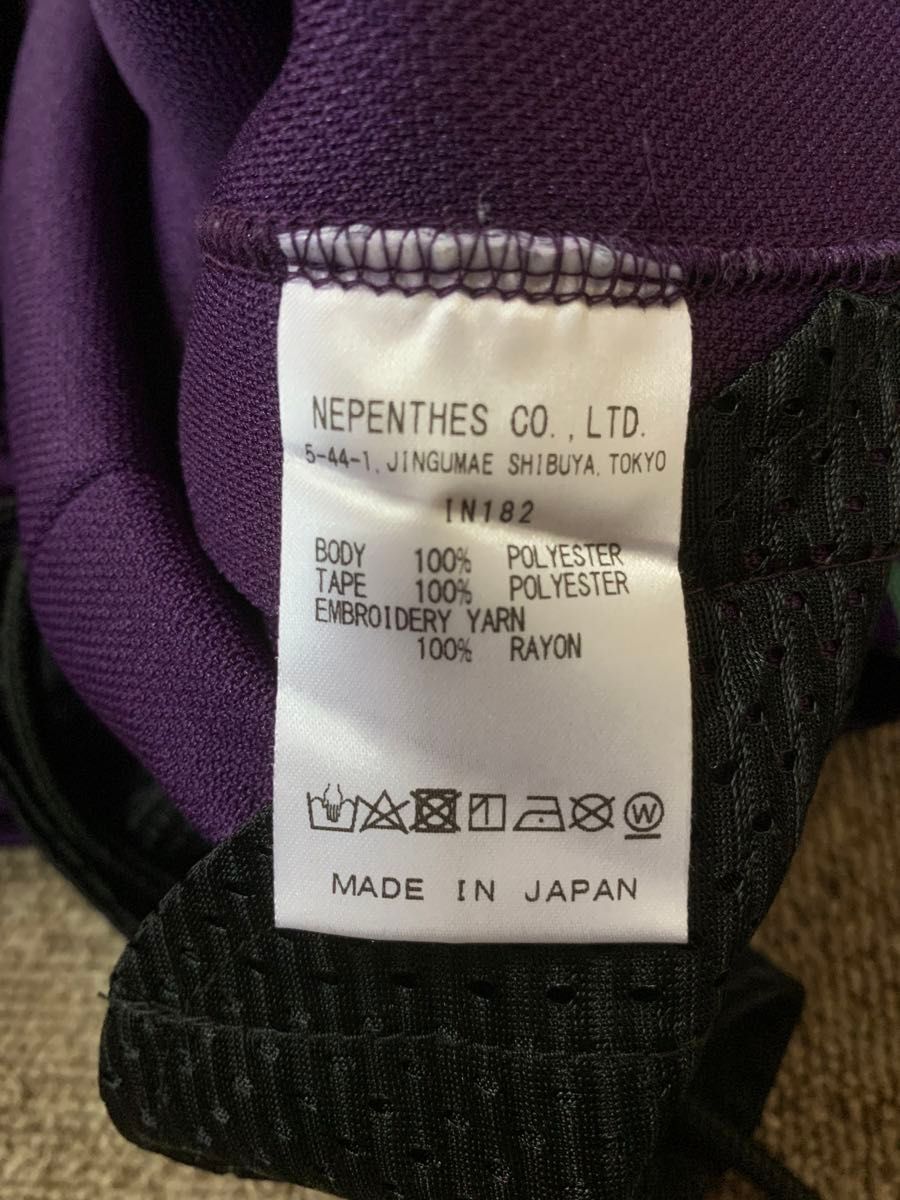 NEPENTHES CO., LTD.
5-44-1, JINGUMAE SHIBUYA, TOKYO
IN182
BODY 100% POLYESTER
TAPE 100% POLYESTER
EMBROIDERY YARN
100% RAYON
W
MADE IN JAPAN